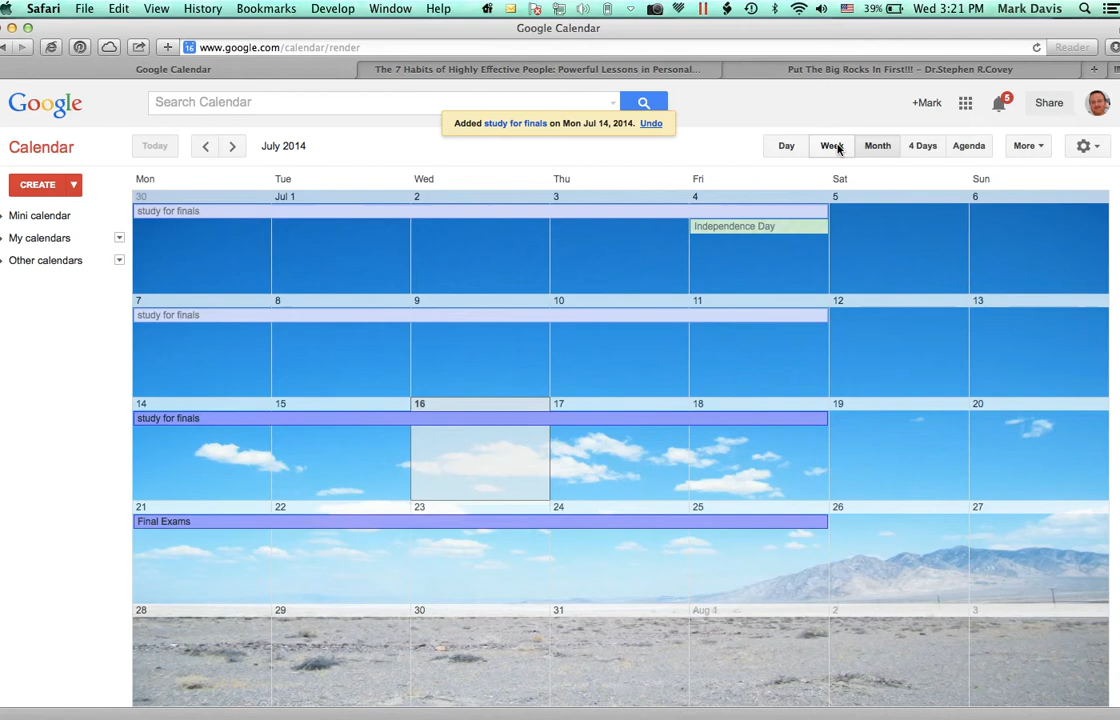 Safari File Edit View History Bookmarks Develop Window Help 39% Wed 3:21 PM Mark Davis
Google Calendar
16 www.google.com/calendar/render Reader
Google Calendar The 7 Habits of Highly Effective People: Powerful Lessons in Personal... Put The Big Rocks In First!!! – Dr.Stephen R.Covey
Google Search Calendar +Mark 5 Share
Added study for finals on Mon Jul 14, 2014. Undo
Calendar Today July 2014 Day Week Month 4 Days Agenda More
Mon Tue Wed Thu Fri Sat Sun
CREATE
30 Jul 1 2 3 4 5 6
study for finals
Mini calendar
Independence Day
My calendars
Other calendars
7 8 9 10 11 12 13
study for finals
14 15 16 17 18 19 20
study for finals
21 22 23 24 25 26 27
Final Exams
28 29 30 31 Aug 1 2 3